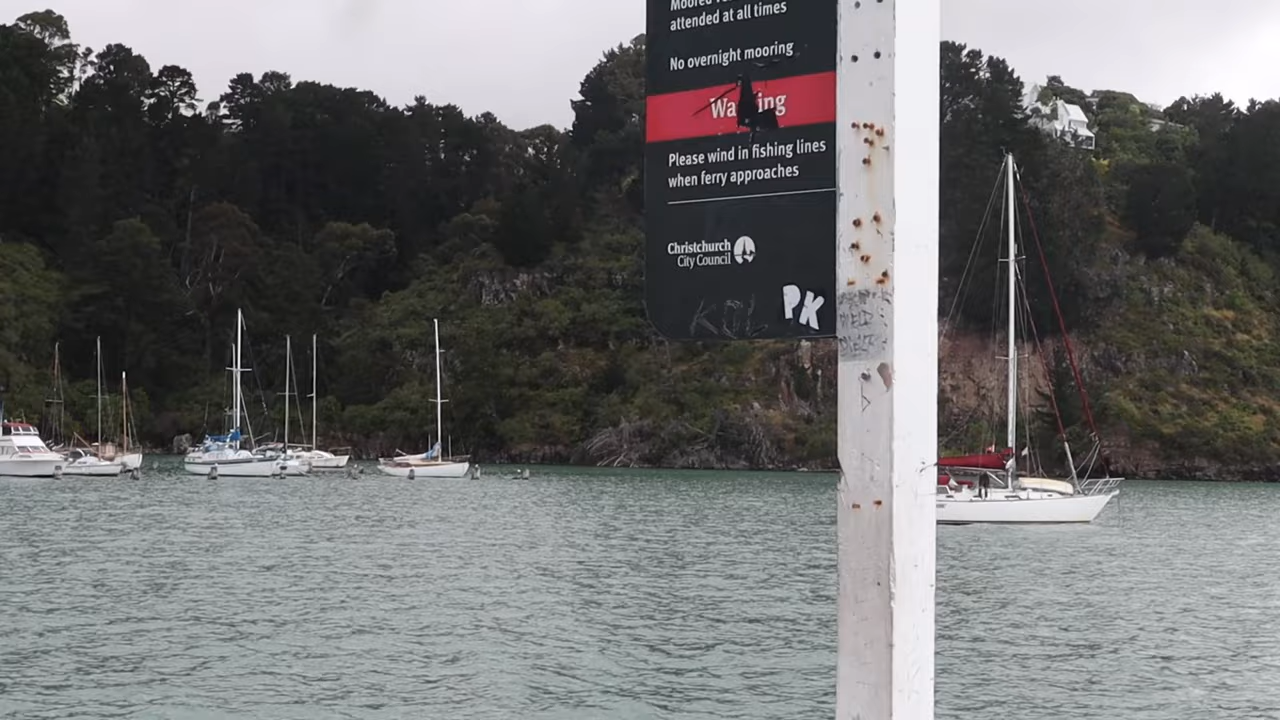 attended at all times
No overnight mooring
Warning
Please wind in fishing lines
when ferry approaches
Christchurch
City Council
PK